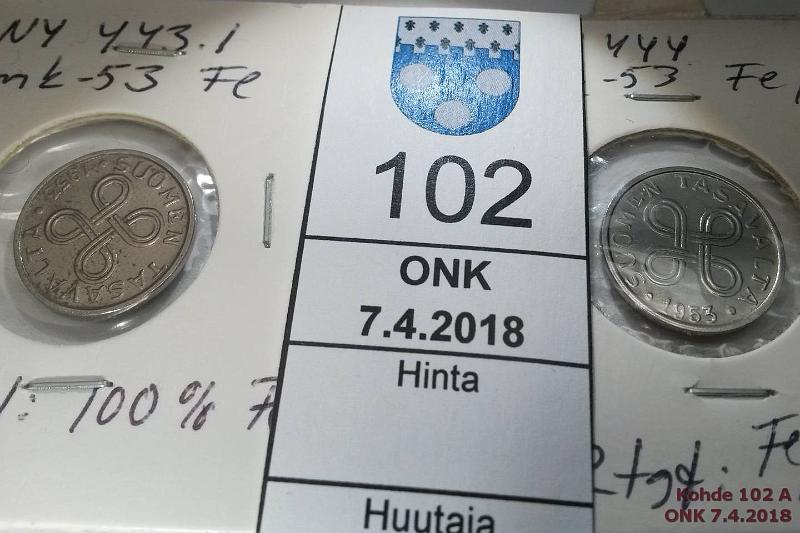 NY 443.1
mk -53 Fe
SUOMEN TASAVALTA · 1953 ·
100%
102
ONK
7.4.2018
Hinta
Huutaja
444
-53 Fe
SUOMEN TASAVALTA
· 1953 ·
Fe
Kohde 102 A
ONK 7.4.2018